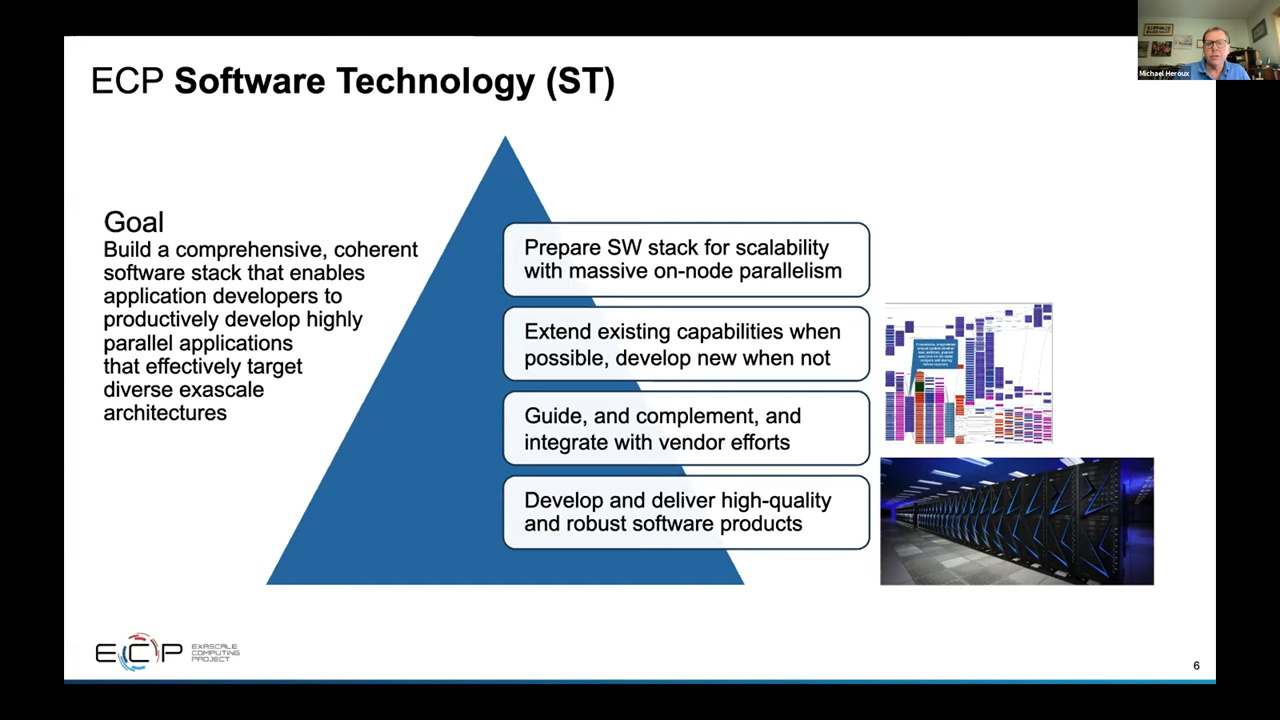 Michael Heroux
ECP Software Technology (ST)
Goal
Build a comprehensive, coherent
software stack that enables
application developers to
productively develop highly
parallel applications
that effectively target
diverse exascale
architectures
Prepare SW stack for scalability
with massive on-node parallelism
Extend existing capabilities when
possible, develop new when not
Guide, and complement, and
integrate with vendor efforts
Develop and deliver high-quality
and robust software products
ECP
EXASCALE
COMPUTING
PROJECT
6